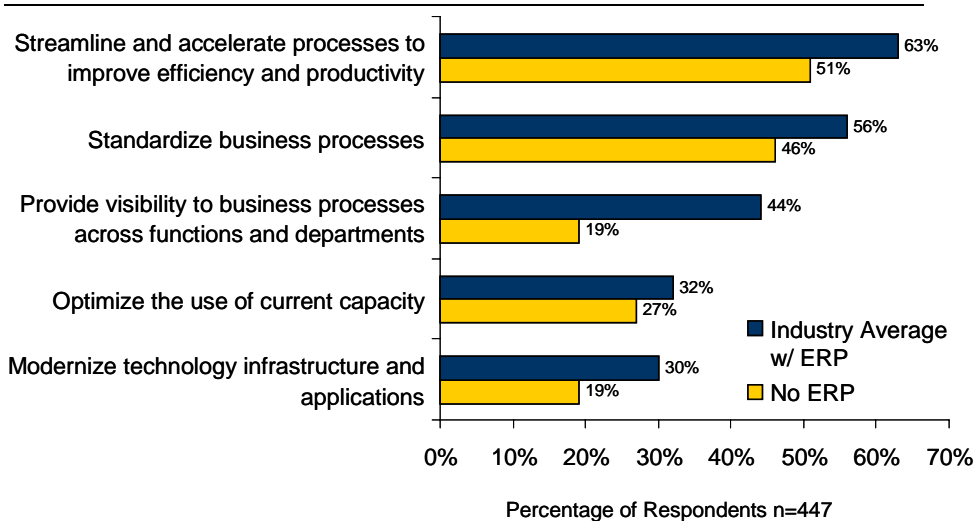 Streamline and accelerate processes to
improve efficiency and productivity
63%
51%
Standardize business processes
56%
46%
Provide visibility to business processes
across functions and departments
44%
19%
Optimize the use of current capacity
32%
27%
Modernize technology infrastructure and
applications
30%
19%
Industry Average
w/ ERP
No ERP
0% 10% 20% 30% 40% 50% 60% 70%
Percentage of Respondents n=447